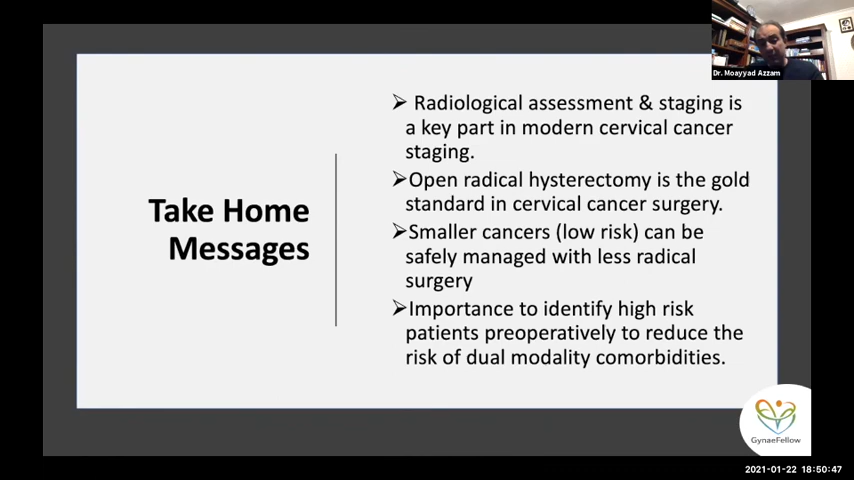 Dr. Moayyad Azzam
Take Home
Messages
➢ Radiological assessment & staging is
a key part in modern cervical cancer
staging.
➢Open radical hysterectomy is the gold
standard in cervical cancer surgery.
➢Smaller cancers (low risk) can be
safely managed with less radical
surgery
➢Importance to identify high risk
patients preoperatively to reduce the
risk of dual modality comorbidities.
GynaeFellow
2021-01-22 18:50:47